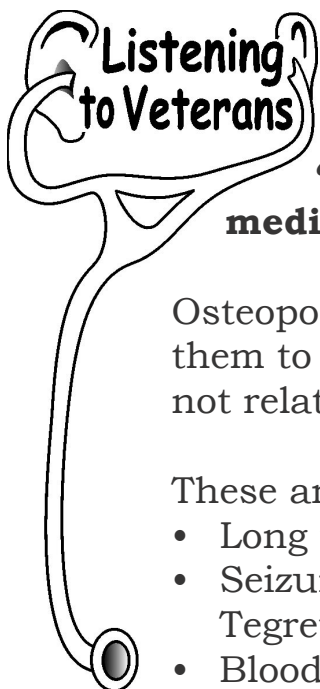 Listening
to Veterans
medi
Osteopo
them to
not relat
These ar
• Long
• Seizu
Tegre
• Blood